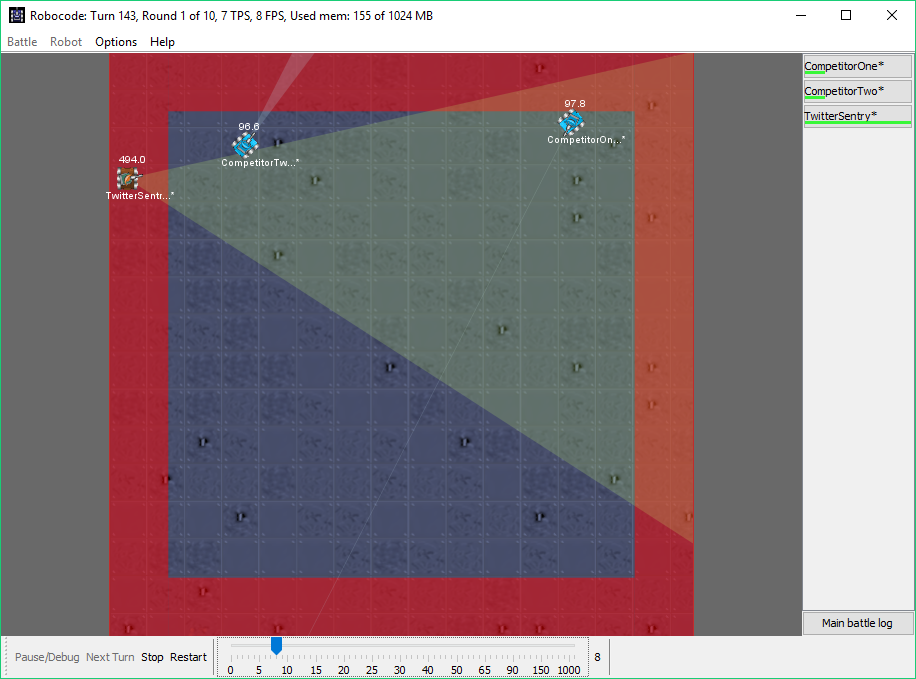 Robocode: Turn 143, Round 1 of 10, 7 TPS, 8 FPS, Used mem: 155 of 1024 MB
Battle Robot Options Help
CompetitorOne*
CompetitorTwo*
TwitterSentry*
97.8
CompetitorOn...*
96.6
CompetitorTw...*
494.0
TwitterSentr...*
Main battle log
Pause/Debug Next Turn Stop Restart
0 5 10 15 20 25 30 40 50 65 90 150 1000
8